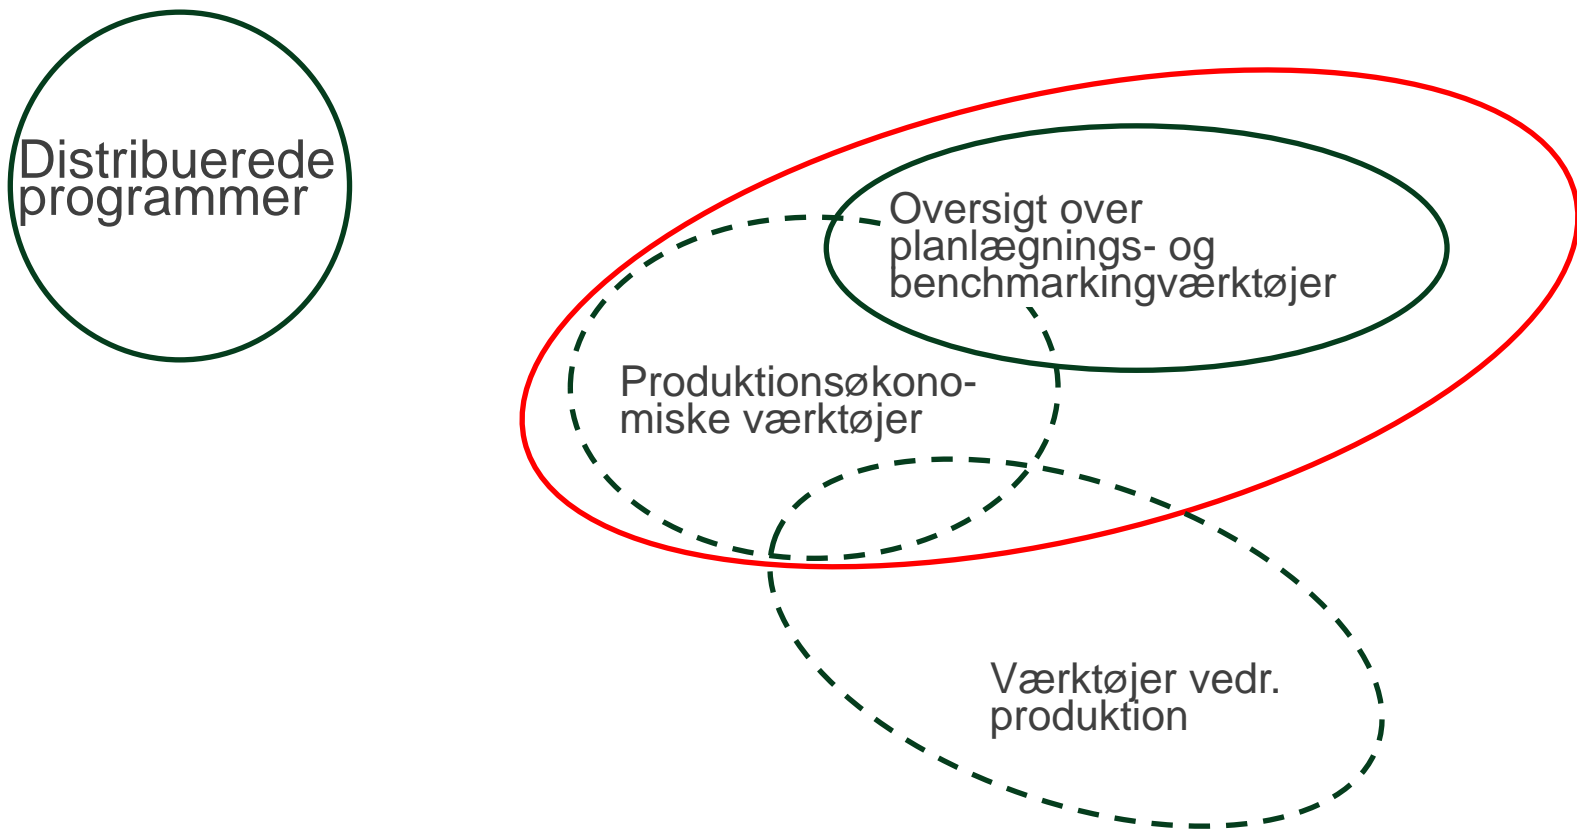 Distribuerede
programmer
Oversigt over
planlægnings- og
benchmarkingværktøjer
Produktionsøkono-
miske værktøjer
Værktøjer vedr.
produktion